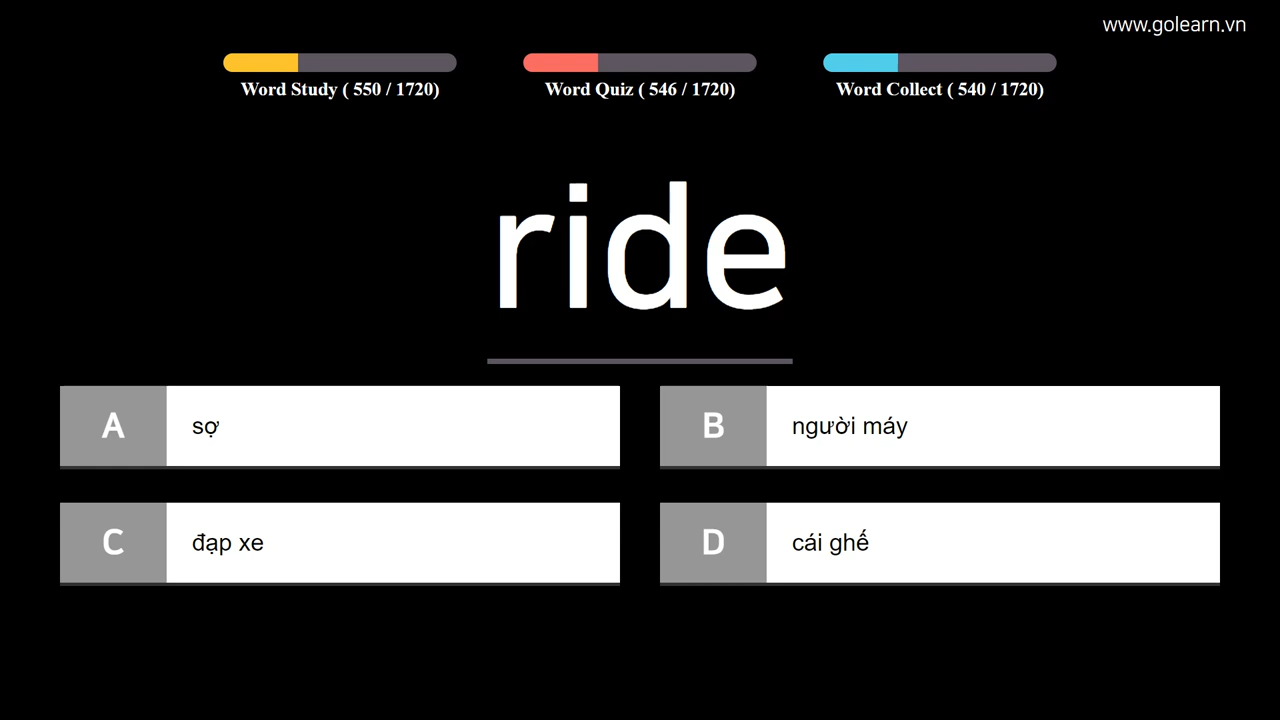 www.golearn.vn
Word Study ( 550 / 1720)
Word Quiz ( 546 / 1720)
Word Collect ( 540 / 1720)
ride
A sợ
B người máy
C đạp xe
D cái ghế